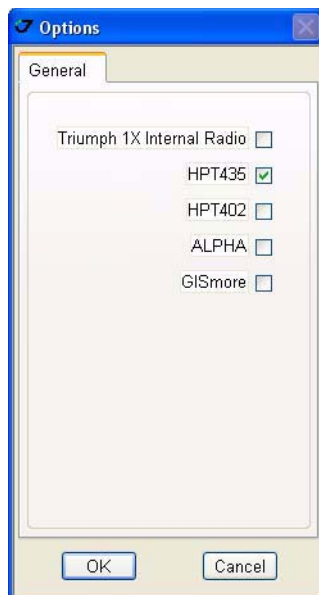 Options
General
Triumph 1X Internal Radio
HPT435
HPT402
ALPHA
GISmore
OK Cancel